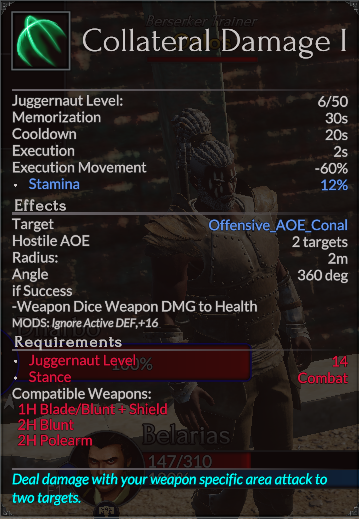 Berserker Trainer
Collateral Damage I
Juggernaut Level: 6/50
Memorization 30s
Cooldown 20s
Execution 2s
Execution Movement -60%
• Stamina 12%
Effects
Target Offensive_AOE_Conal
Hostile AOE 2 targets
Radius: 2m
Angle 360 deg
if Success
-Weapon Dice Weapon DMG to Health
MODS: Ignore Active DEF,+16
Requirements
• Juggernaut Level 14
100%
• Stance Combat
Compatible Weapons:
1H Blade/Blunt + Shield
2H Blunt
2H Polearm
Belarias
147/310
Deal damage with your weapon specific area attack to
two targets.